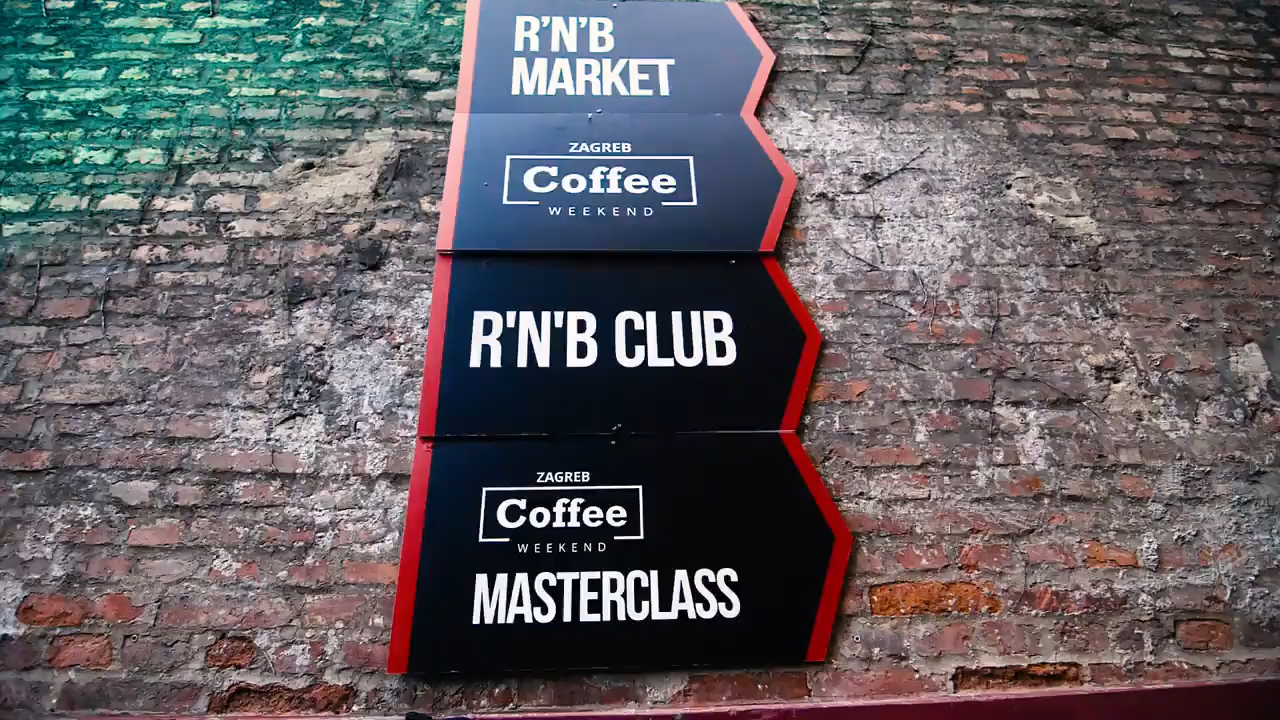 R'N'B
MARKET
ZAGREB
Coffee
WEEKEND
R'N'B CLUB
ZAGREB
Coffee
WEEKEND
MASTERCLASS